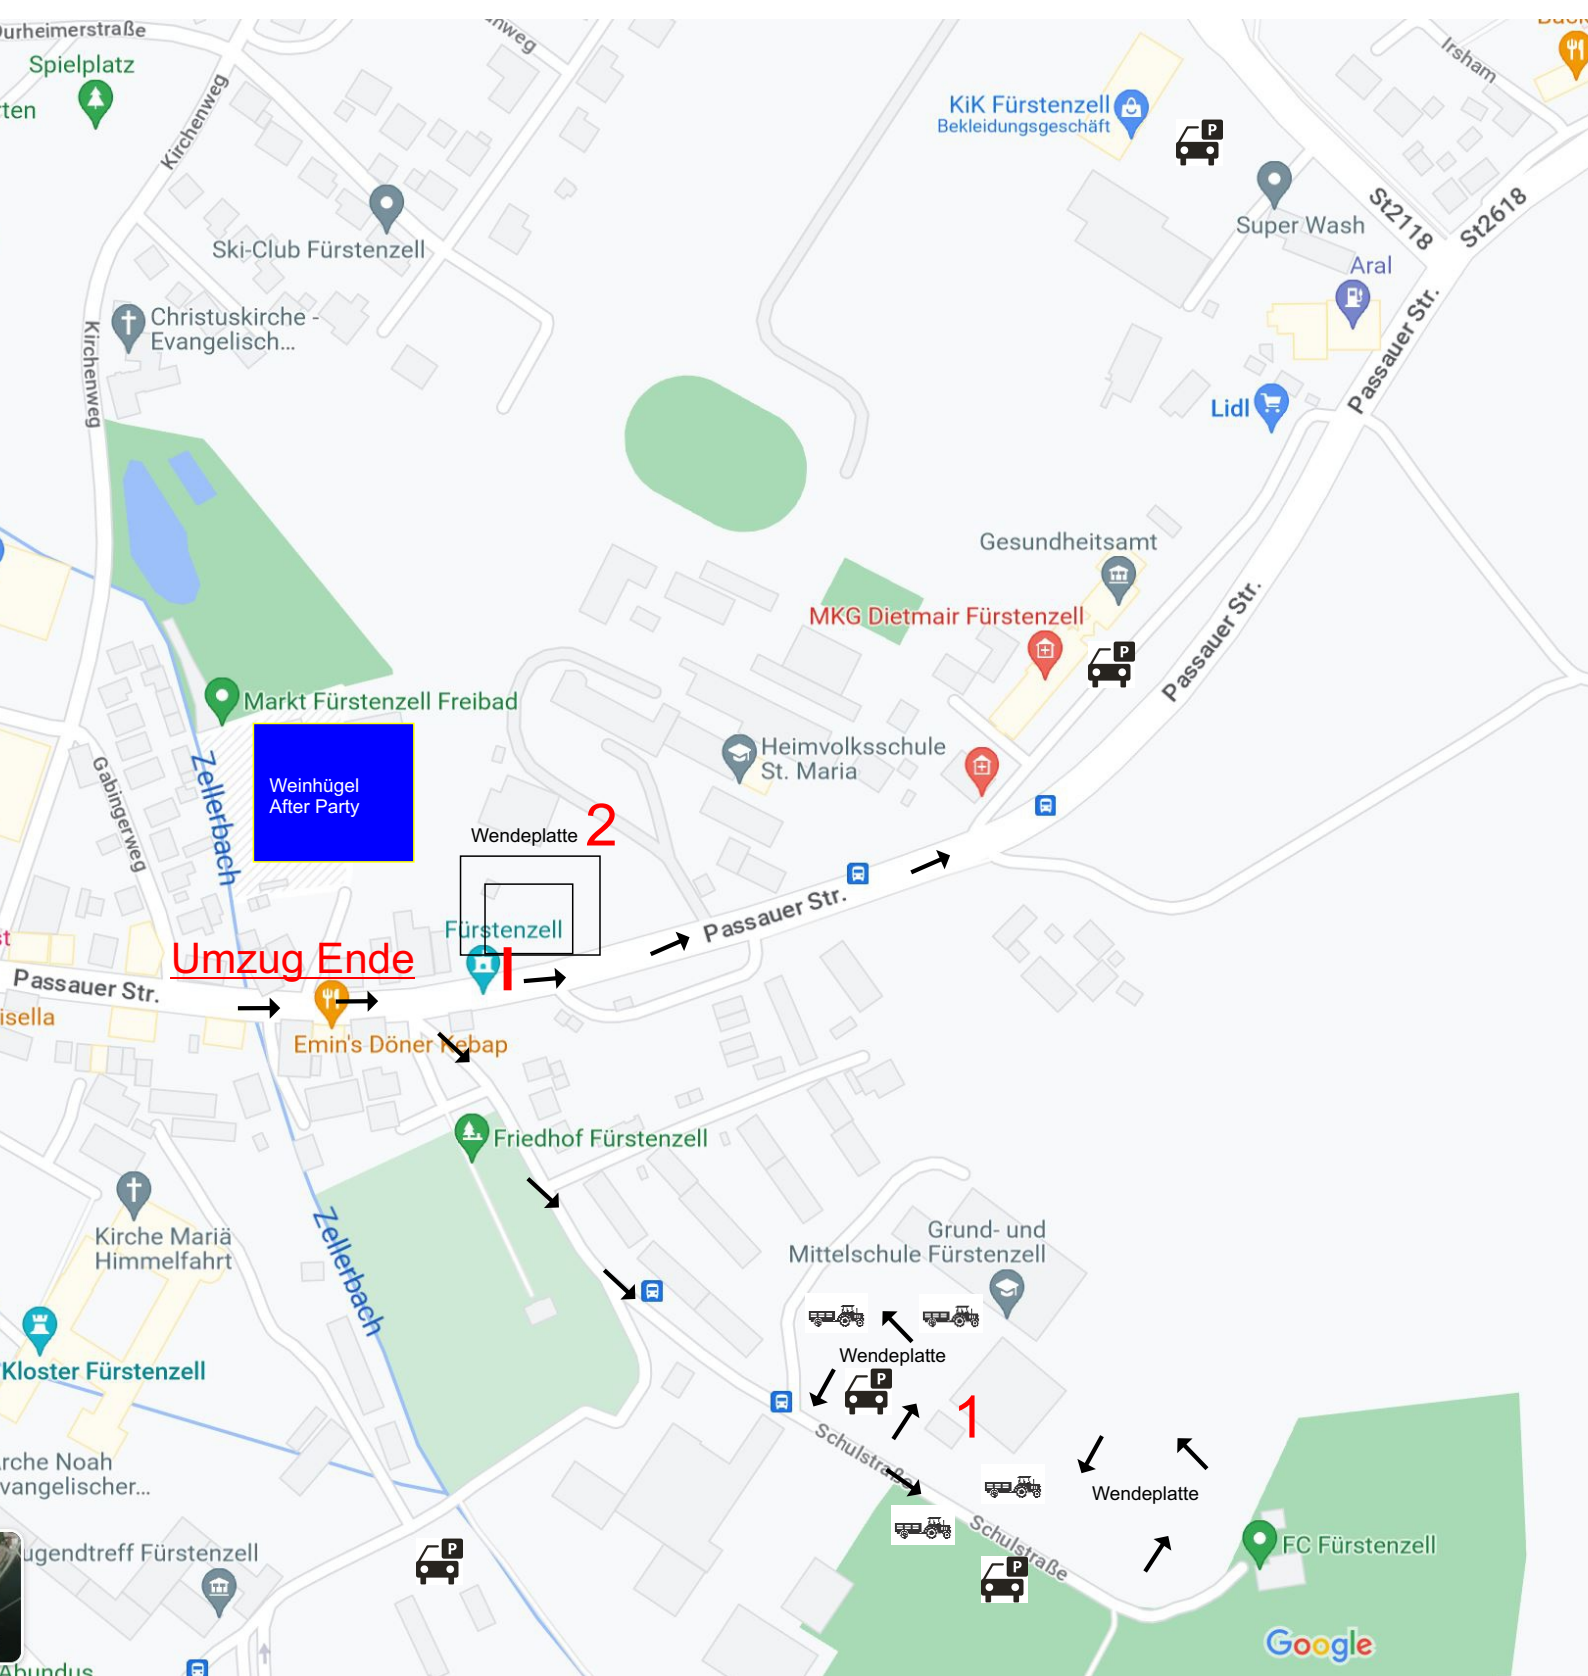 urheimerstraße
Spielplatz
Kirchenweg
Irsham
KiK Fürstenzell
Bekleidungsgeschäft
P
Ski-Club Fürstenzell
Super Wash
St2118
St2618
Aral
Christuskirche -
Evangelisch...
Kirchenweg
Passauer Str.
Lidl
Gesundheitsamt
MKG Dietmair Fürstenzell
P
Passauer Str.
Markt Fürstenzell Freibad
Gabingerweg
Zellerbach
Weinhügel
After Party
Heimvolksschule
St. Maria
Wendeplatte 2
Fürstenzell
Passauer Str.
Umzug Ende
Passauer Str.
isella
Emin's Döner Kebap
Friedhof Fürstenzell
Kirche Mariä
Himmelfahrt
Zellerbach
Grund- und
Mittelschule Fürstenzell
Wendeplatte
P
1
Kloster Fürstenzell
Schulstraße
rche Noah
vangelischer...
Wendeplatte
Schulstraße
ugendtreff Fürstenzell
P
P
FC Fürstenzell
Google
Abundus